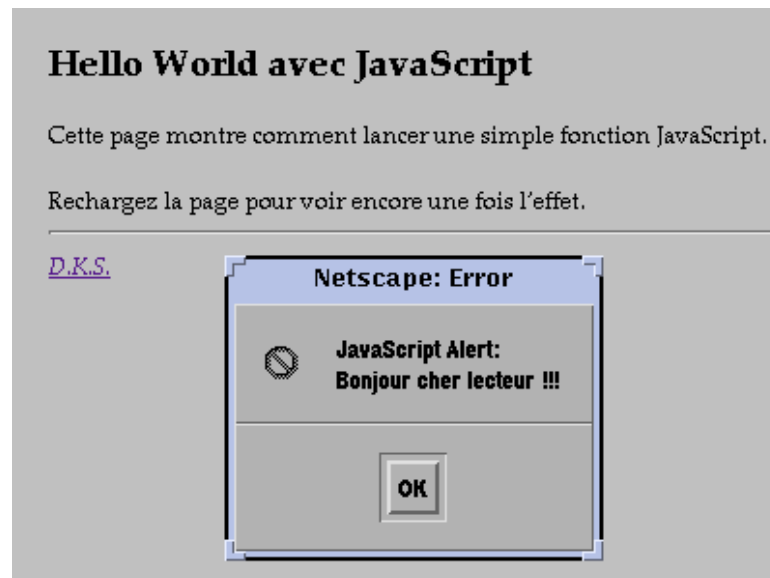 Hello World avec JavaScript
Cette page montre comment lancer une simple fonction JavaScript.
Rechargez la page pour voir encore une fois l'effet.
D.K.S.
Netscape: Error
JavaScript Alert:
Bonjour cher lecteur !!!
OK